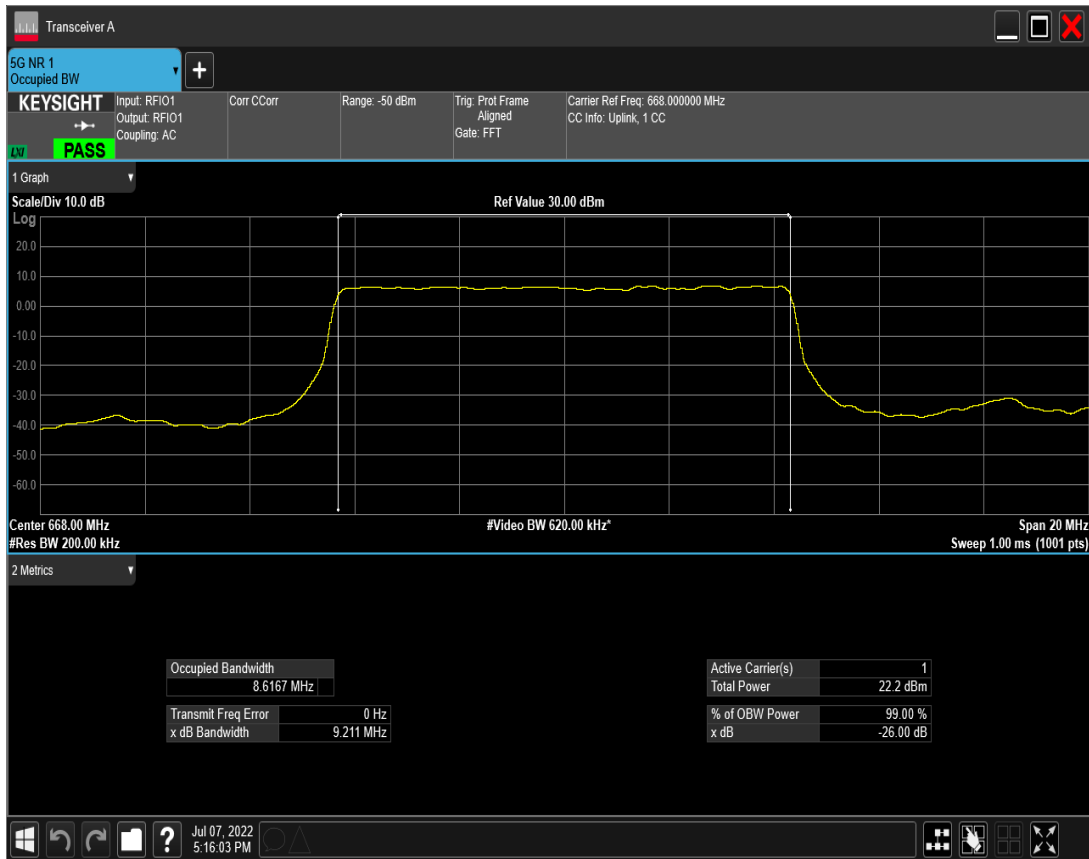 Transceiver A
5G NR 1
Occupied BW
+
KEYSIGHT
LXI
PASS
Input: RFIO1
Output: RFIO1
Coupling: AC
Corr CCorr
Range: -50 dBm
Trig: Prot Frame
Aligned
Gate: FFT
Carrier Ref Freq: 668.000000 MHz
CC Info: Uplink, 1 CC
1 Graph
Scale/Div 10.0 dB
Ref Value 30.00 dBm
Log
20.0
10.0
0.00
-10.0
-20.0
-30.0
-40.0
-50.0
-60.0
Center 668.00 MHz
#Video BW 620.00 kHz*
Span 20 MHz
#Res BW 200.00 kHz
Sweep 1.00 ms (1001 pts)
2 Metrics
Occupied Bandwidth
8.6167 MHz
Transmit Freq Error 0 Hz
x dB Bandwidth 9.211 MHz
Active Carrier(s) 1
Total Power 22.2 dBm
% of OBW Power 99.00 %
x dB -26.00 dB
?
Jul 07, 2022
5:16:03 PM